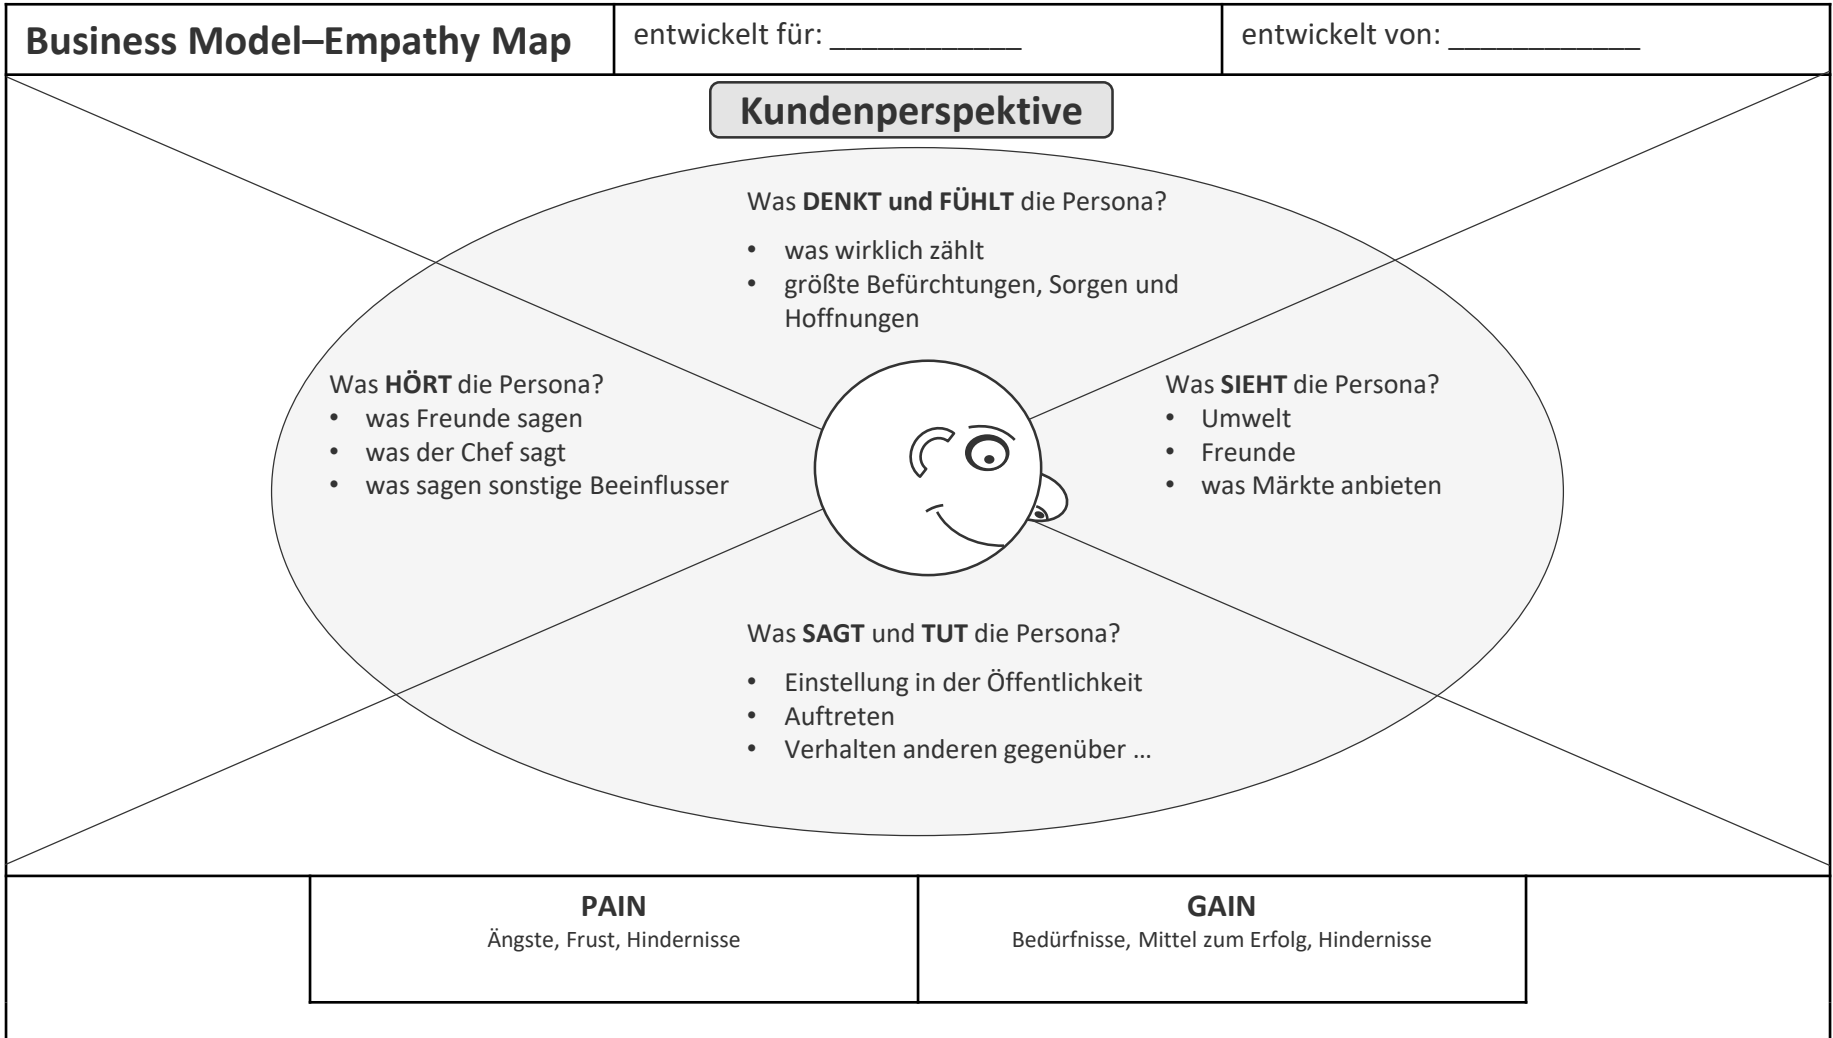 Business Model–Empathy Map
entwickelt für: _____________
entwickelt von: _____________
Kundenperspektive
Was DENKT und FÜHLT die Persona?
• was wirklich zählt
• größte Befürchtungen, Sorgen und
Hoffnungen
Was HÖRT die Persona?
• was Freunde sagen
• was der Chef sagt
• was sagen sonstige Beeinflusser
Was SIEHT die Persona?
• Umwelt
• Freunde
• was Märkte anbieten
Was SAGT und TUT die Persona?
• Einstellung in der Öffentlichkeit
• Auftreten
• Verhalten anderen gegenüber …
PAIN
Ängste, Frust, Hindernisse
GAIN
Bedürfnisse, Mittel zum Erfolg, Hindernisse